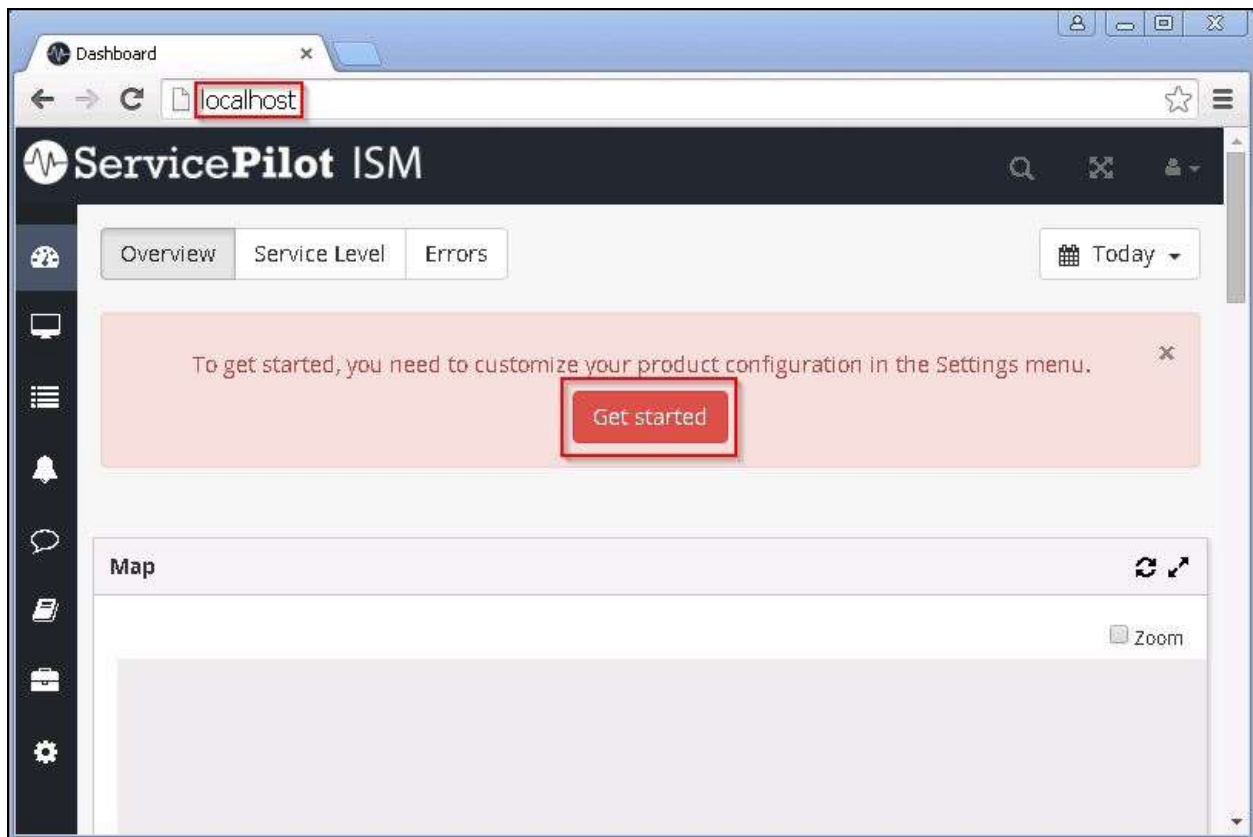 Dashboard
localhost
ServicePilot ISM
Overview Service Level Errors Today
To get started, you need to customize your product configuration in the Settings menu.
Get started
Map
Zoom